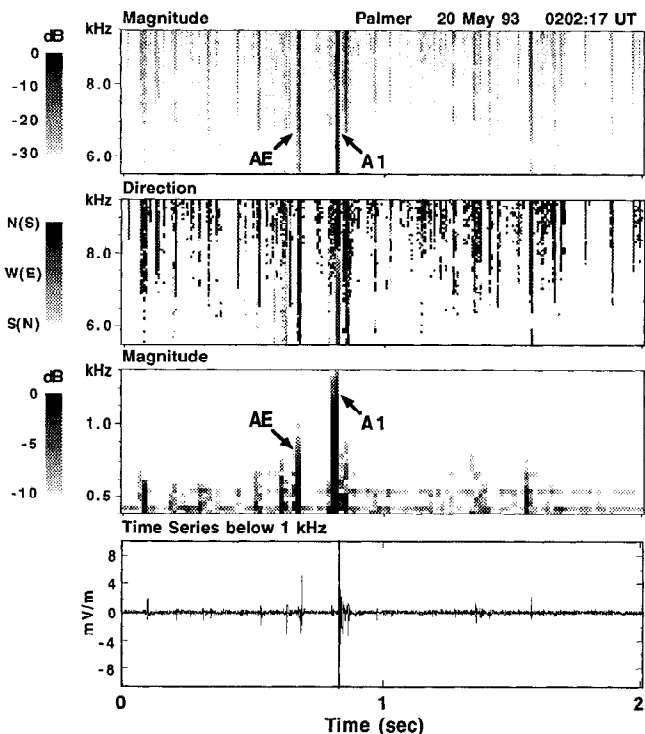 Magnitude Palmer 20 May 93 0202:17 UT
dB
0
-10
-20
-30
kHz
8.0
6.0
AE
A1
Direction
N(S)
W(E)
S(N)
kHz
8.0
6.0
Magnitude
dB
0
-5
-10
kHz
1.0
0.5
AE
A1
Time Series below 1 kHz
mV/m
8
4
0
-4
-8
0 1 2
Time (sec)